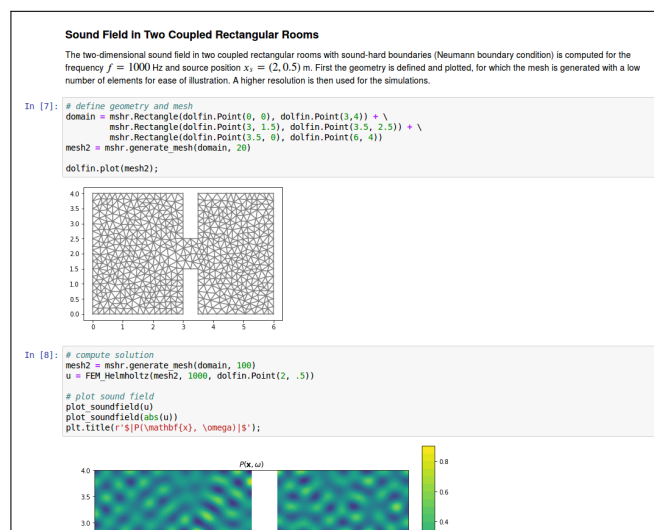 Sound Field in Two Coupled Rectangular Rooms
The two-dimensional sound field in two coupled rectangular rooms with sound-hard boundaries (Neumann boundary condition) is computed for the
frequency f = 1000 Hz and source position x_s = (2, 0.5) m. First the geometry is defined and plotted, for which the mesh is generated with a low
number of elements for ease of illustration. A higher resolution is then used for the simulations.
In [7]: # define geometry and mesh
domain = mshr.Rectangle(dolfin.Point(0, 0), dolfin.Point(3,4)) + \
mshr.Rectangle(dolfin.Point(3, 1.5), dolfin.Point(3.5, 2.5)) + \
mshr.Rectangle(dolfin.Point(3.5, 0), dolfin.Point(6, 4))
mesh2 = mshr.generate_mesh(domain, 20)
dolfin.plot(mesh2);
4.0
3.5
3.0
2.5
2.0
1.5
1.0
0.5
0.0
0 1 2 3 4 5 6
In [8]: # compute solution
mesh2 = mshr.generate_mesh(domain, 100)
u = FEM_Helmholtz(mesh2, 1000, dolfin.Point(2, .5))
# plot sound field
plot_soundfield(u)
plot_soundfield(abs(u))
plt.title(r'$|P(\mathbf{x}, \omega)|$');
P(x, ω)
4.0
3.5
3.0
0.8
0.6
0.4